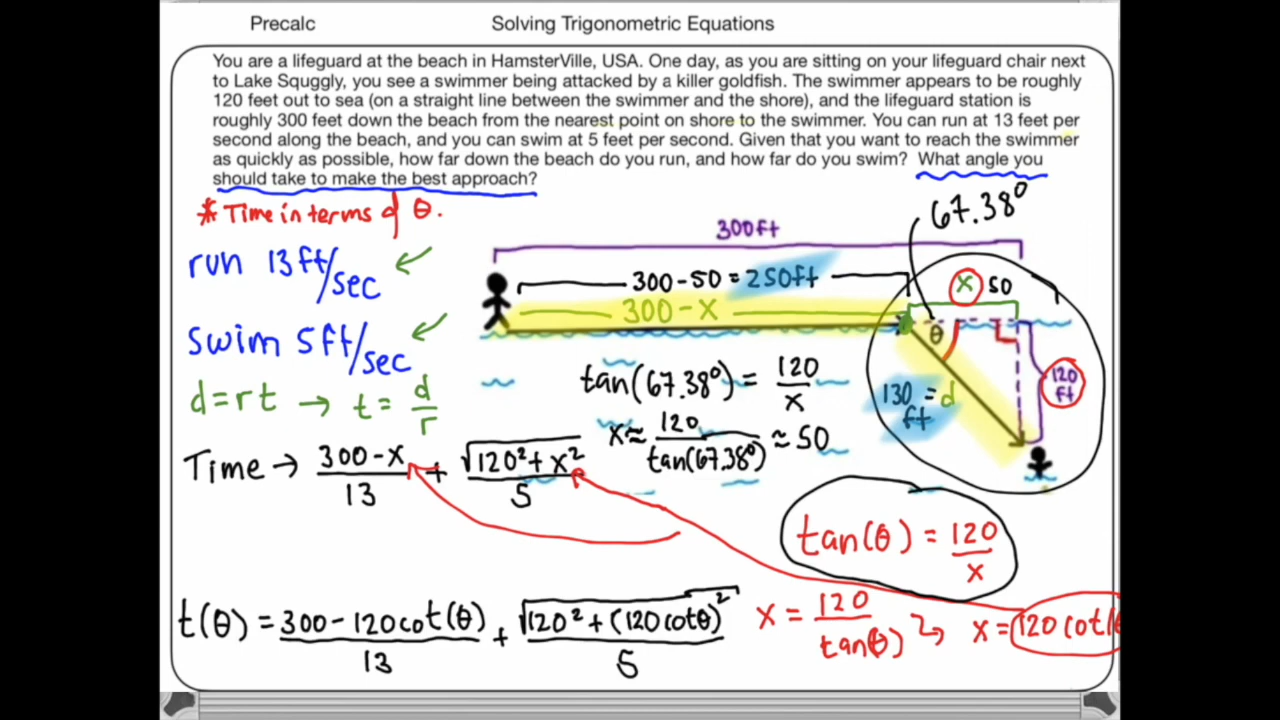 Precalc Solving Trigonometric Equations
You are a lifeguard at the beach in HamsterVille, USA. One day, as you are sitting on your lifeguard chair next
to Lake Squggly, you see a swimmer being attacked by a killer goldfish. The swimmer appears to be roughly
120 feet out to sea (on a straight line between the swimmer and the shore), and the lifeguard station is
roughly 300 feet down the beach from the nearest point on shore to the swimmer. You can run at 13 feet per
second along the beach, and you can swim at 5 feet per second. Given that you want to reach the swimmer
as quickly as possible, how far down the beach do you run, and how far do you swim? What angle you
should take to make the best approach?
* Time in terms of θ.
67.38°
300ft
run 13ft/sec
300-50 = 250ft
x 50
300-x
swim 5ft/sec
θ
tan(67.38°) = 120/x
120 ft
130 ft = d
d=rt → t = d/r
x ≈ 120/tan(67.38°) ≈ 50
Time → 300-x/13 + √120²+x²/5
tan(θ) = 120/x
t(θ) = 300-120cot(θ)/13 + √120²+(120cotθ)²/5
x = 120/tan(θ) → x = 120 cot(θ